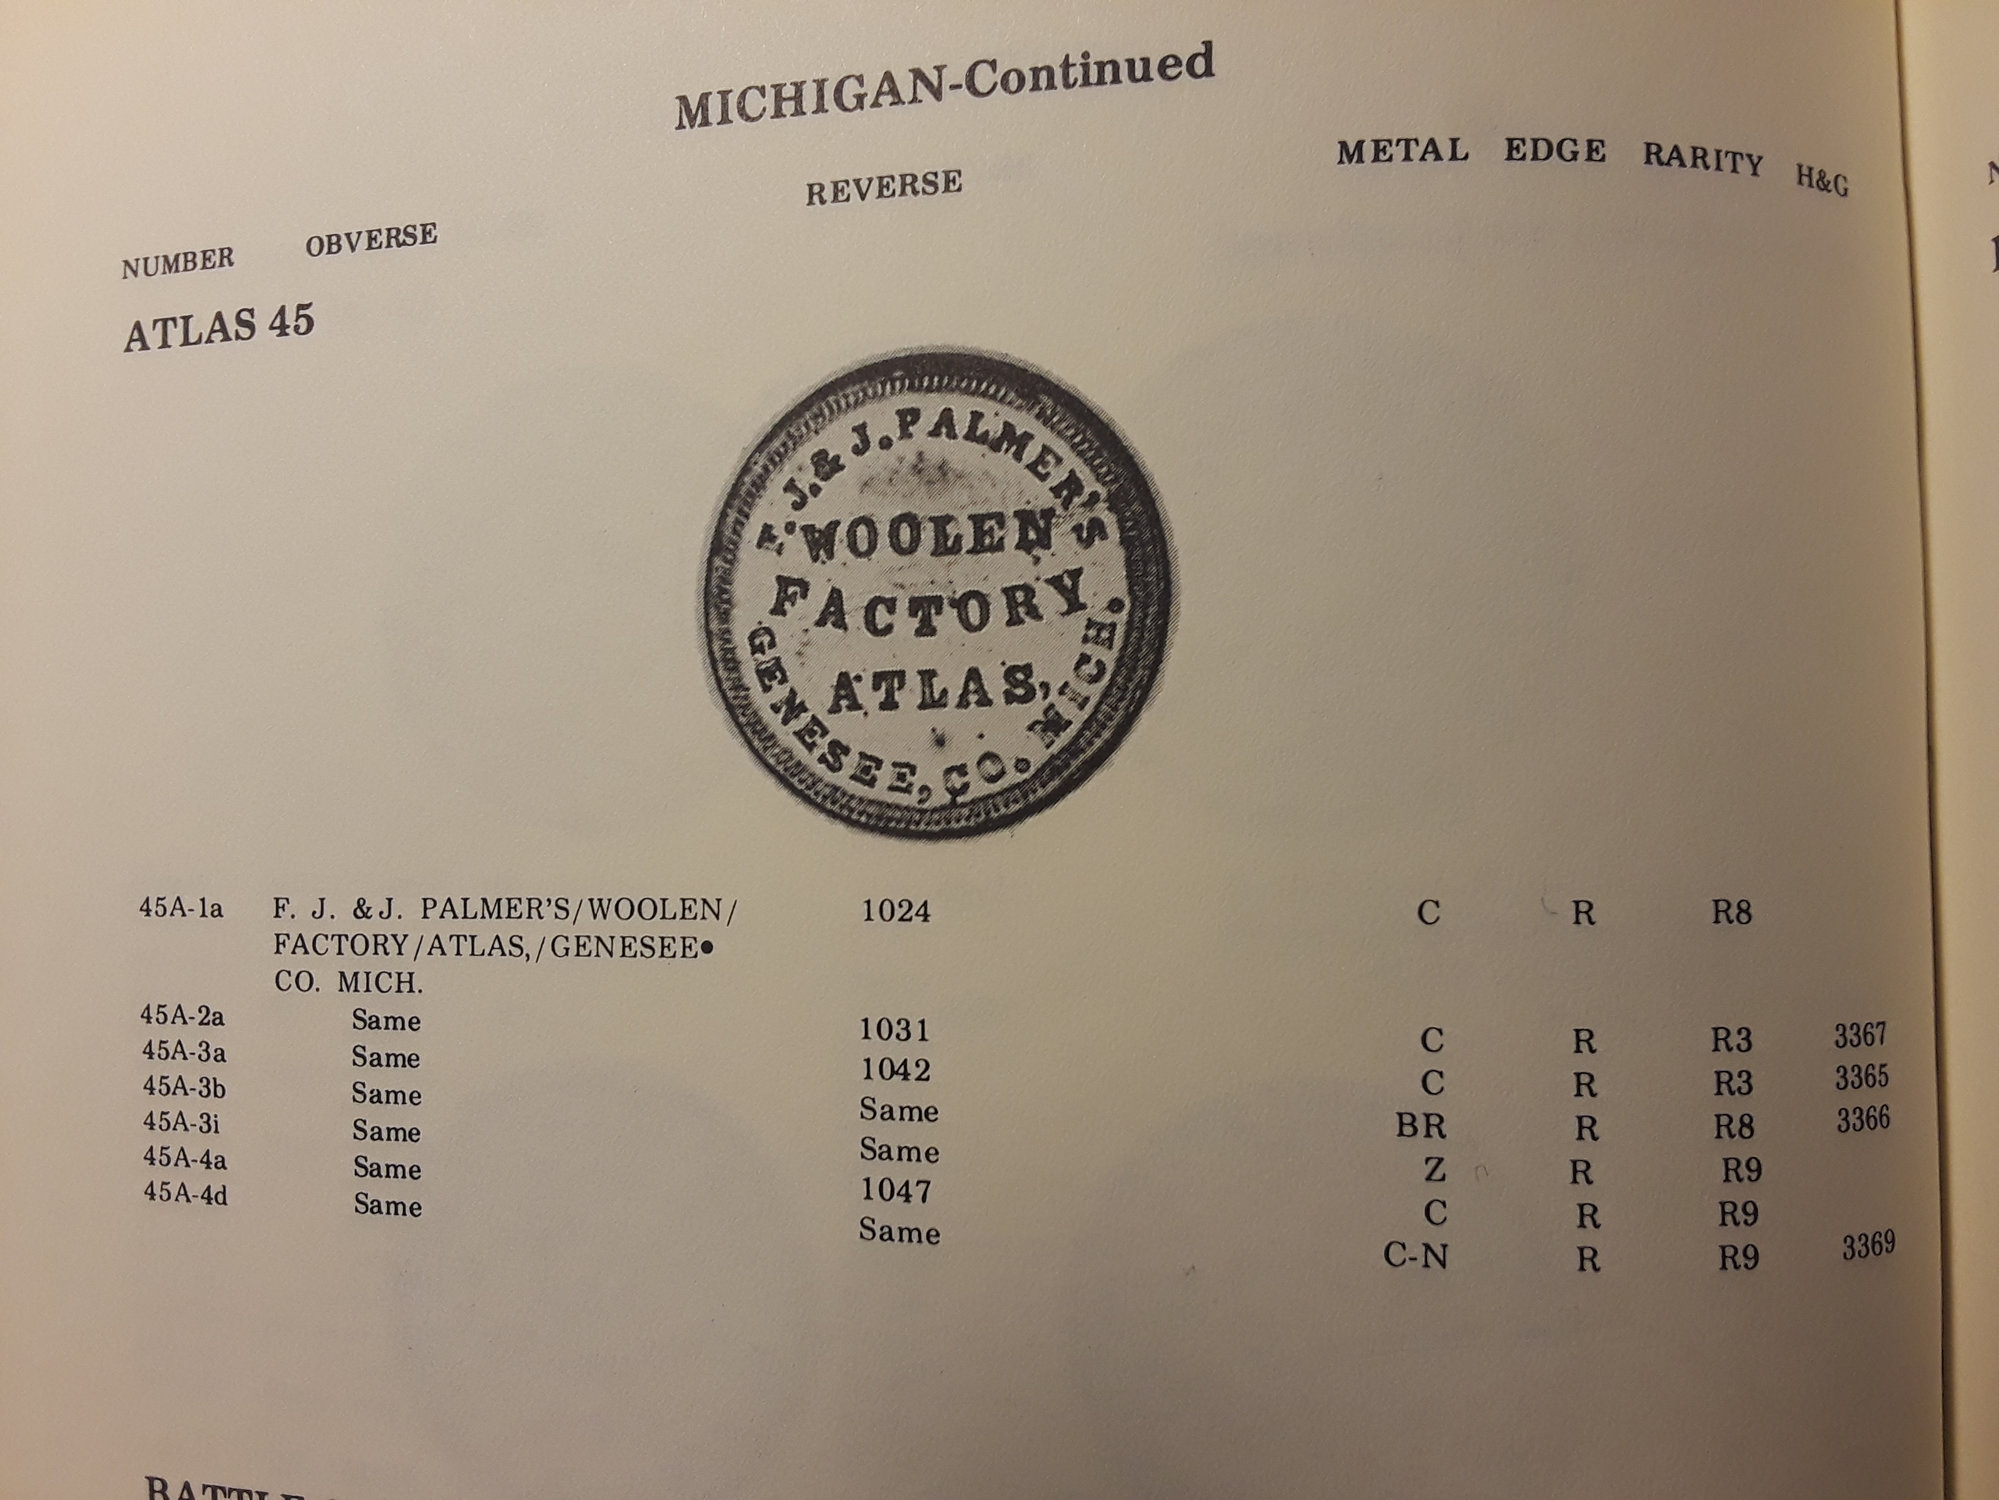 MICHIGAN-Continued
NUMBER OBVERSE REVERSE METAL EDGE RARITY H&G
ATLAS 45
F. J. & J. PALMER'S
WOOLEN
FACTORY
ATLAS,
GENESEE, CO. MICH.
45A-1a F. J. & J. PALMER'S/WOOLEN/ 1024 C R R8
FACTORY/ATLAS,/GENESEE●
CO. MICH.
45A-2a Same 1031 C R R3 3367
45A-3a Same 1042 C R R3 3365
45A-3b Same Same BR R R8 3366
45A-3i Same Same Z R R9
45A-4a Same 1047 C R R9
45A-4d Same Same C-N R R9 3369